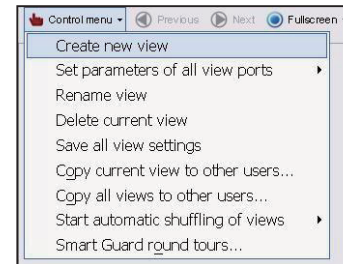 Control menu Previous Next Fullscreen
Create new view
Set parameters of all view ports
Rename view
Delete current view
Save all view settings
Copy current view to other users...
Copy all views to other users...
Start automatic shuffling of views
Smart Guard round tours...